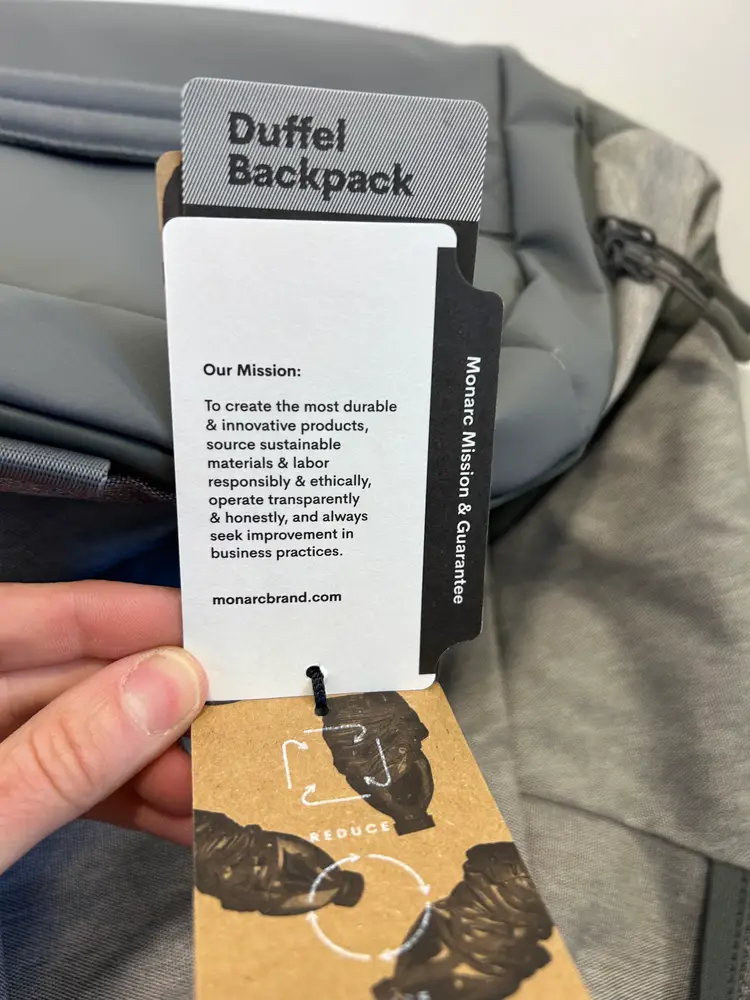 Duffel
Backpack
Our Mission:
To create the most durable
& innovative products,
source sustainable
materials & labor
responsibly & ethically,
operate transparently
& honestly, and always
seek improvement in
business practices.
monarcbrand.com
Monarc Mission & Guarantee
REDUCE